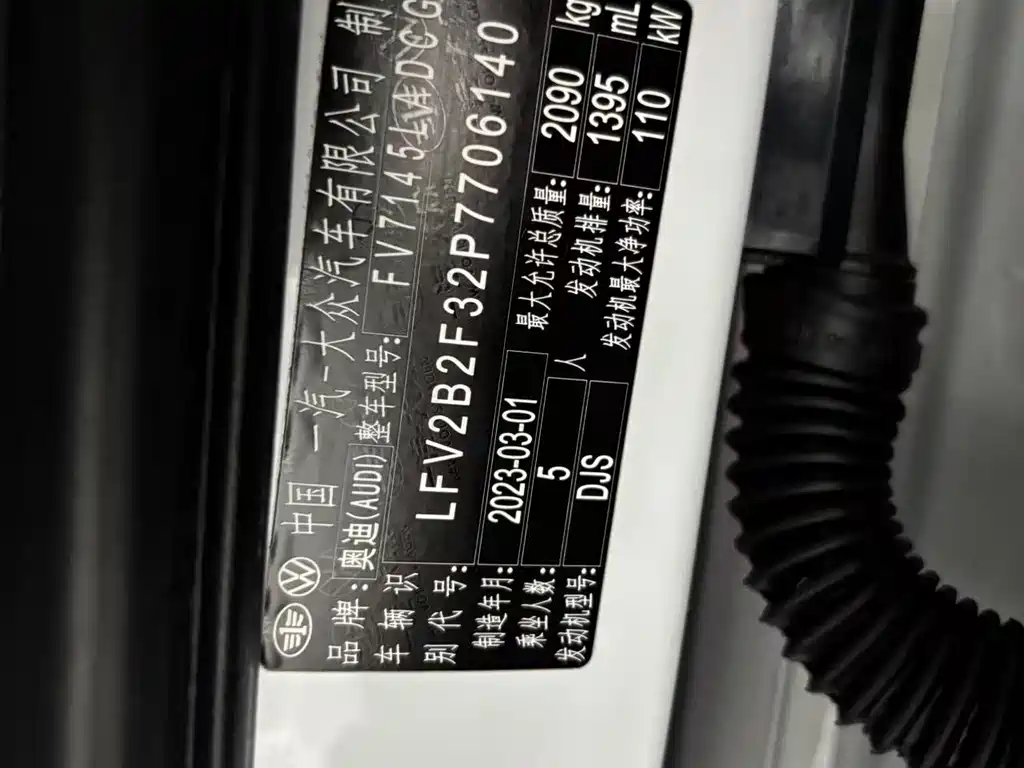 中国 一汽-大众汽车有限公司 制
品牌: 奥迪(AUDI) 整车型号: FV7145LADCG
车辆识别代号: LFV2B2F32P7706140
制造年月: 2023-03-01 最大允许总质量: 2090 kg
乘坐人数: 5 人 发动机排量: 1395 mL
发动机型号: DJS 发动机最大净功率: 110 kW